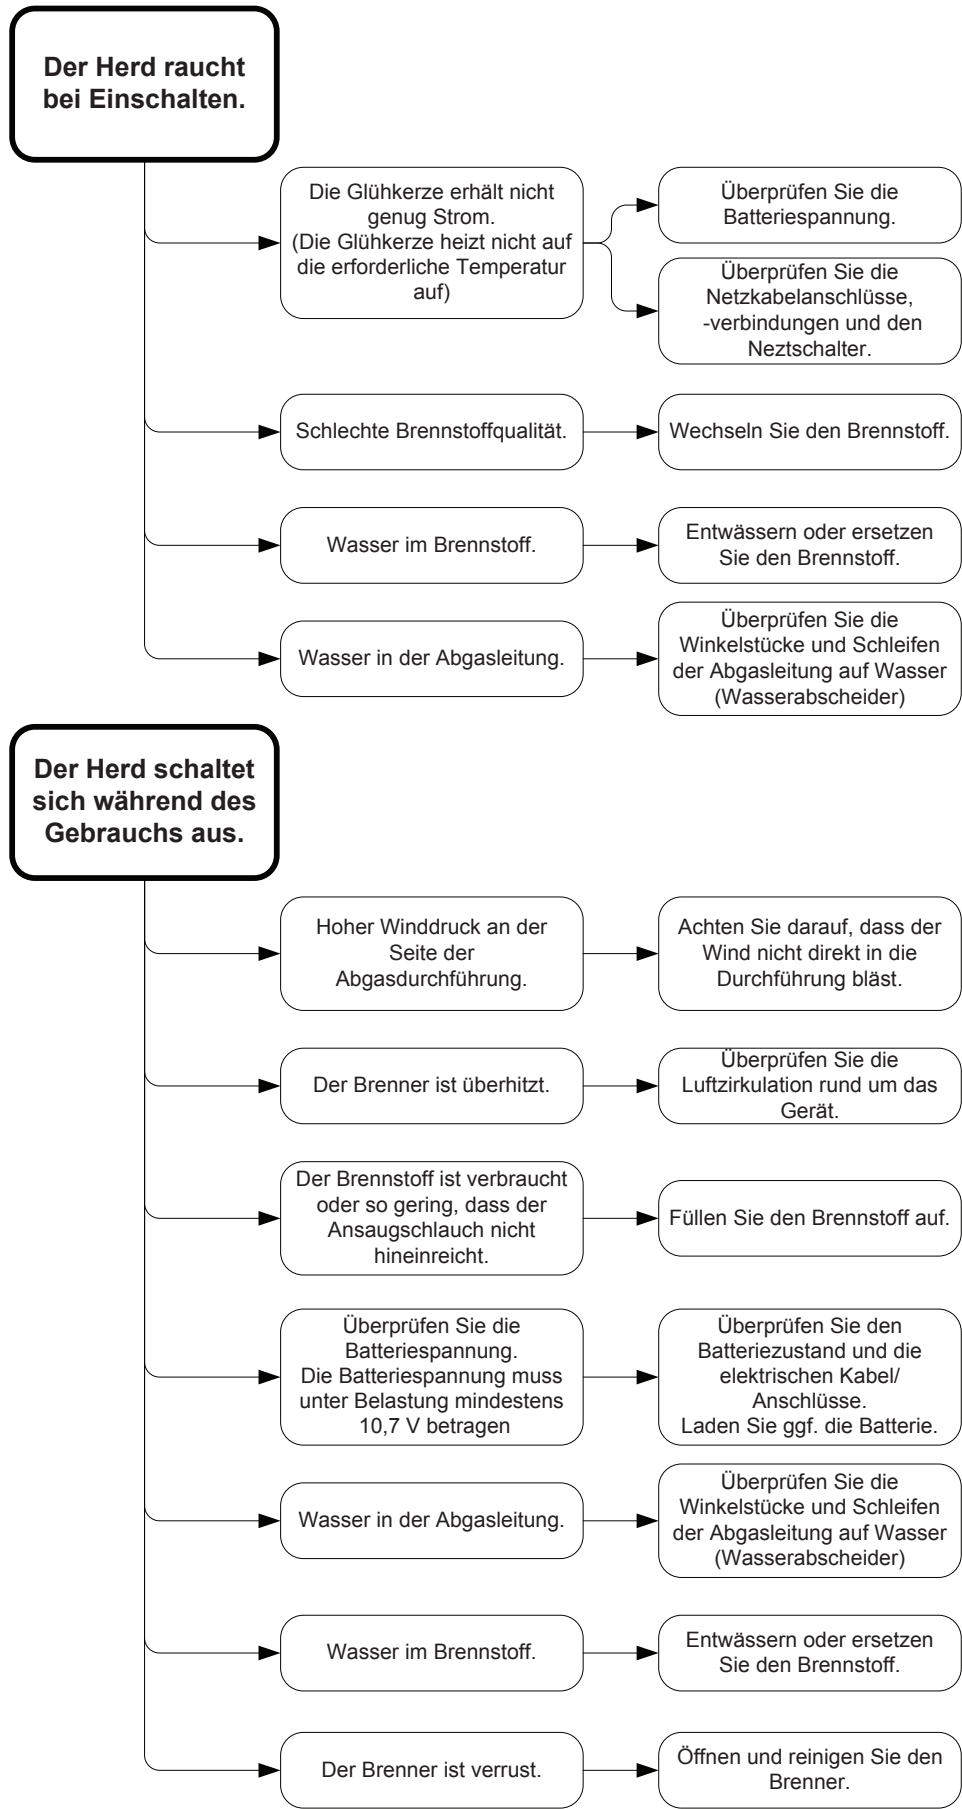 Der Herd raucht
bei Einschalten.
Die Glühkerze erhält nicht
genug Strom.
(Die Glühkerze heizt nicht auf
die erforderliche Temperatur
auf)
Überprüfen Sie die
Batteriespannung.
Überprüfen Sie die
Netzkabelanschlüsse,
-verbindungen und den
Neztschalter.
Schlechte Brennstoffqualität.
Wechseln Sie den Brennstoff.
Wasser im Brennstoff.
Entwässern oder ersetzen
Sie den Brennstoff.
Wasser in der Abgasleitung.
Überprüfen Sie die
Winkelstücke und Schleifen
der Abgasleitung auf Wasser
(Wasserabscheider)
Der Herd schaltet
sich während des
Gebrauchs aus.
Hoher Winddruck an der
Seite der
Abgasdurchführung.
Achten Sie darauf, dass der
Wind nicht direkt in die
Durchführung bläst.
Der Brenner ist überhitzt.
Überprüfen Sie die
Luftzirkulation rund um das
Gerät.
Der Brennstoff ist verbraucht
oder so gering, dass der
Ansaugschlauch nicht
hineinreicht.
Füllen Sie den Brennstoff auf.
Überprüfen Sie die
Batteriespannung.
Die Batteriespannung muss
unter Belastung mindestens
10,7 V betragen
Überprüfen Sie den
Batteriezustand und die
elektrischen Kabel/
Anschlüsse.
Laden Sie ggf. die Batterie.
Wasser in der Abgasleitung.
Überprüfen Sie die
Winkelstücke und Schleifen
der Abgasleitung auf Wasser
(Wasserabscheider)
Wasser im Brennstoff.
Entwässern oder ersetzen
Sie den Brennstoff.
Der Brenner ist verrust.
Öffnen und reinigen Sie den
Brenner.